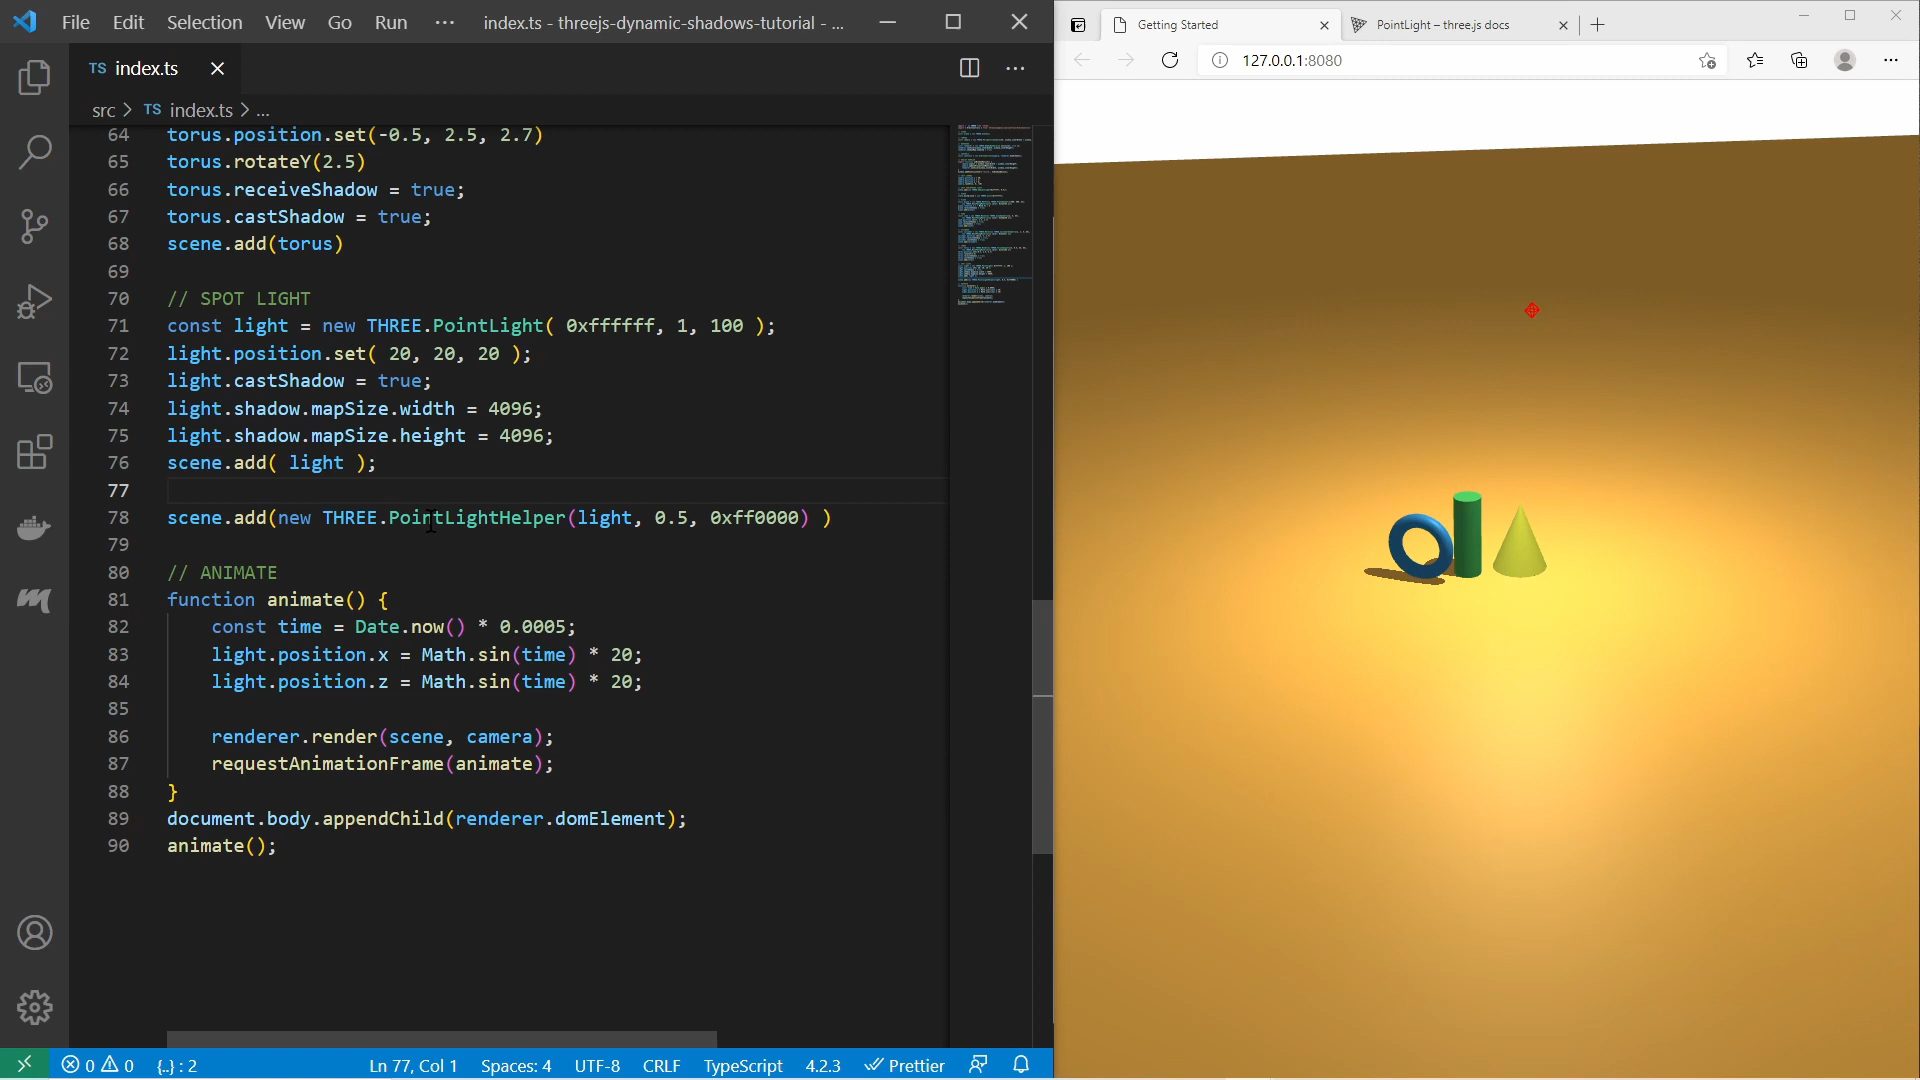 File Edit Selection View Go Run ··· index.ts - threejs-dynamic-shadows-tutorial - ...
TS index.ts
src > TS index.ts > ...
64 torus.position.set(-0.5, 2.5, 2.7)
65 torus.rotateY(2.5)
66 torus.receiveShadow = true;
67 torus.castShadow = true;
68 scene.add(torus)
69
70 // SPOT LIGHT
71 const light = new THREE.PointLight( 0xffffff, 1, 100 );
72 light.position.set( 20, 20, 20 );
73 light.castShadow = true;
74 light.shadow.mapSize.width = 4096;
75 light.shadow.mapSize.height = 4096;
76 scene.add( light );
77
78 scene.add(new THREE.PointLightHelper(light, 0.5, 0xff0000) )
79
80 // ANIMATE
81 function animate() {
82 const time = Date.now() * 0.0005;
83 light.position.x = Math.sin(time) * 20;
84 light.position.z = Math.sin(time) * 20;
85
86 renderer.render(scene, camera);
87 requestAnimationFrame(animate);
88 }
89 document.body.appendChild(renderer.domElement);
90 animate();
0 0 {..} : 2 Ln 77, Col 1 Spaces: 4 UTF-8 CRLF TypeScript 4.2.3 Prettier
Getting Started PointLight – three.js docs
127.0.0.1:8080